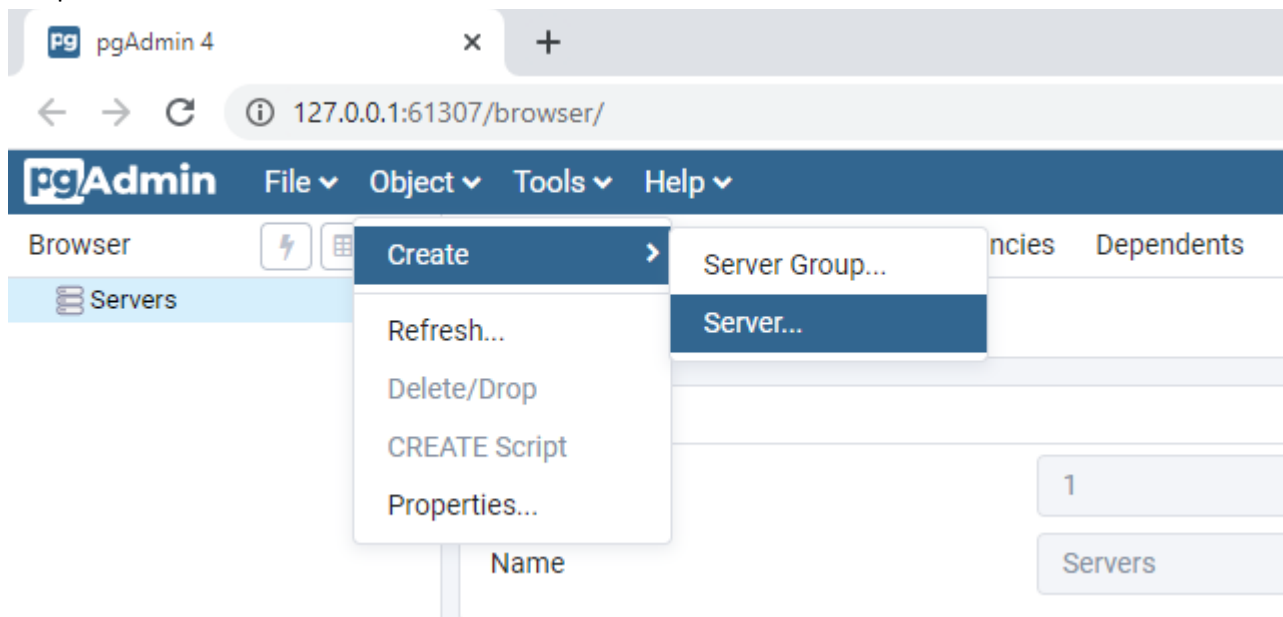 pgAdmin 4
127.0.0.1:61307/browser/
pgAdmin File Object Tools Help
Browser
Create
Server Group...
ncies Dependents
Servers
Refresh...
Server...
Delete/Drop
CREATE Script
1
Properties...
Name
Servers